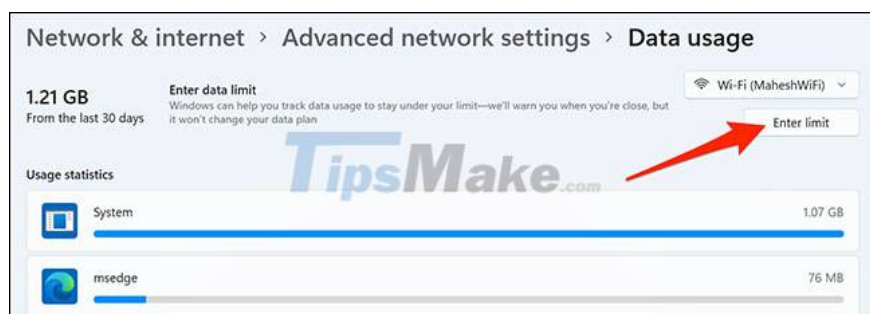 Network & internet > Advanced network settings > Data usage
1.21 GB
From the last 30 days
Enter data limit
Windows can help you track data usage to stay under your limit—we'll warn you when you're close, but
it won't change your data plan
Wi-Fi (MaheshWiFi)
Enter limit
TipsMake.com
Usage statistics
System
1.07 GB
msedge
76 MB